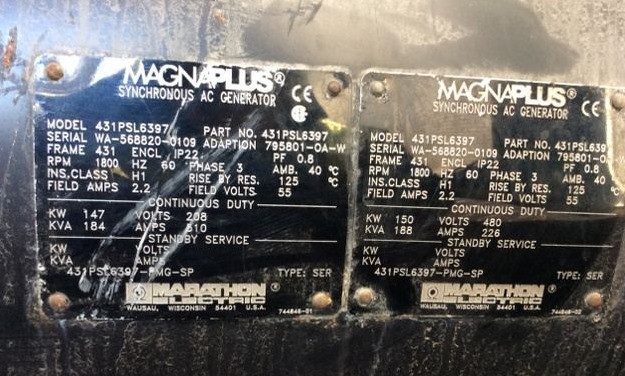 MAGNAPLUS® CE
SYNCHRONOUS AC GENERATOR
MODEL 431PSL6397 PART NO. 431PSL6397
SERIAL WA-568820-0109 ADAPTION 795801-0A-W
FRAME 431 ENCL IP22 PF 0.8
RPM 1800 HZ 60 PHASE 3 AMB. 40 °C
INS.CLASS H1 RISE BY RES. 125 °C
FIELD AMPS 2.2 FIELD VOLTS 55
CONTINUOUS DUTY
KW 147 VOLTS 208
KVA 184 AMPS 510
STANDBY SERVICE
KW VOLTS
KVA AMPS
431PSL6397-PMG-SP TYPE: SER
MARATHON
ELECTRIC
WAUSAU, WISCONSIN 54401 U.S.A.
MAGNAPLUS® CE
SYNCHRONOUS AC GENERATOR
MODEL 431PSL6397 PART NO. 431PSL6397
SERIAL WA-568820-0109 ADAPTION 795801-0A-
FRAME 431 ENCL IP22 PF 0.8
RPM 1800 HZ 60 PHASE 3 AMB. 40
INS.CLASS H1 RISE BY RES. 125 °C
FIELD AMPS 2.2 FIELD VOLTS 55
CONTINUOUS DUTY
KW 150 VOLTS 480
KVA 188 AMPS 226
STANDBY SERVICE
KW VOLTS
KVA AMPS
431PSL6397-PMG-SP TYPE: SER
MARATHON
ELECTRIC
WAUSAU, WISCONSIN 54401 U.S.A.